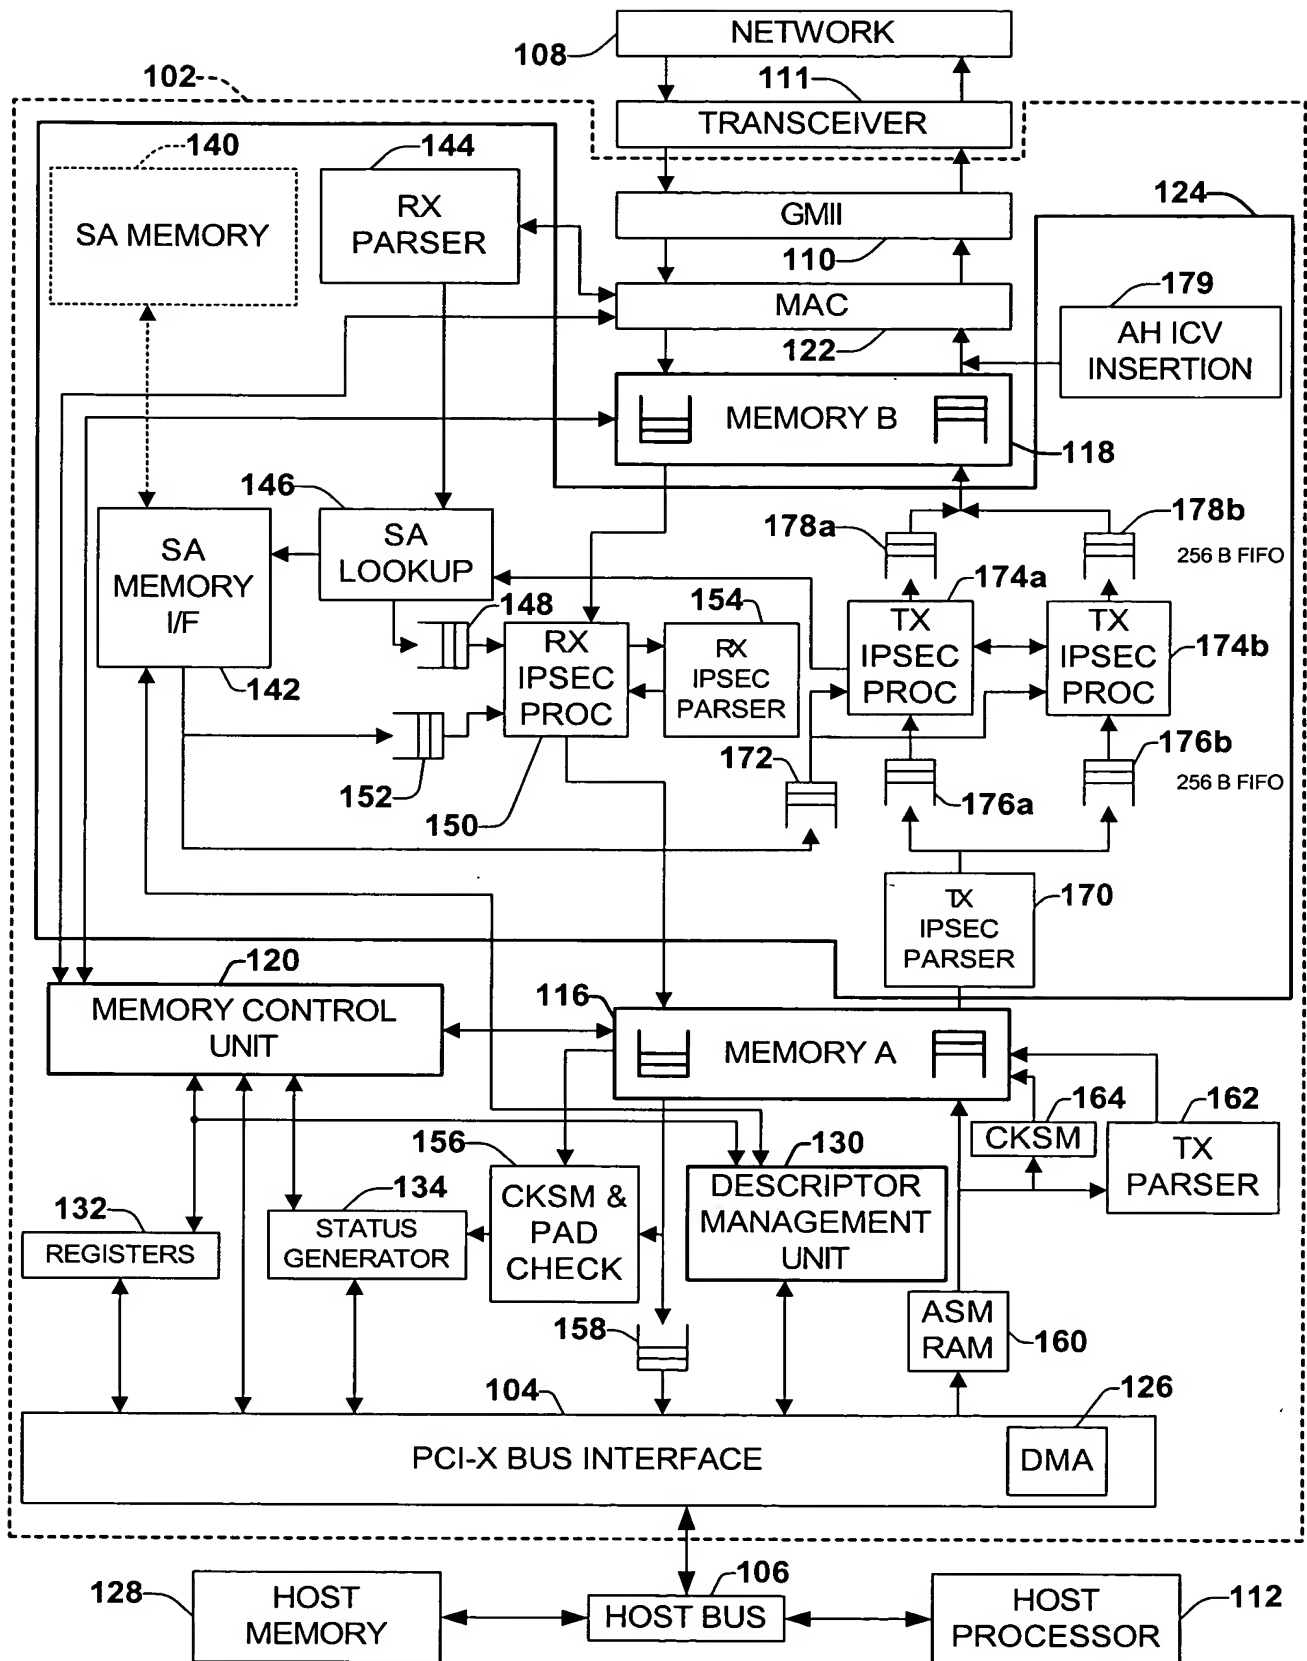 108
NETWORK
102
111
TRANSCEIVER
140
144
SA MEMORY
RX
PARSER
GMII
110
124
MAC
122
179
AH ICV
INSERTION
MEMORY B
118
146
SA
MEMORY
I/F
142
SA
LOOKUP
148
152
RX
IPSEC
PROC
150
154
RX
IPSEC
PARSER
178a
178b
256 B FIFO
174a
TX
IPSEC
PROC
TX
IPSEC
PROC
174b
172
176a
176b
256 B FIFO
170
TX
IPSEC
PARSER
120
MEMORY CONTROL
UNIT
116
MEMORY A
164
CKSM
162
TX
PARSER
156
CKSM &
PAD
CHECK
130
DESCRIPTOR
MANAGEMENT
UNIT
132
REGISTERS
134
STATUS
GENERATOR
158
ASM
RAM
160
104
PCI-X BUS INTERFACE
126
DMA
106
HOST BUS
128
HOST
MEMORY
HOST
PROCESSOR
112